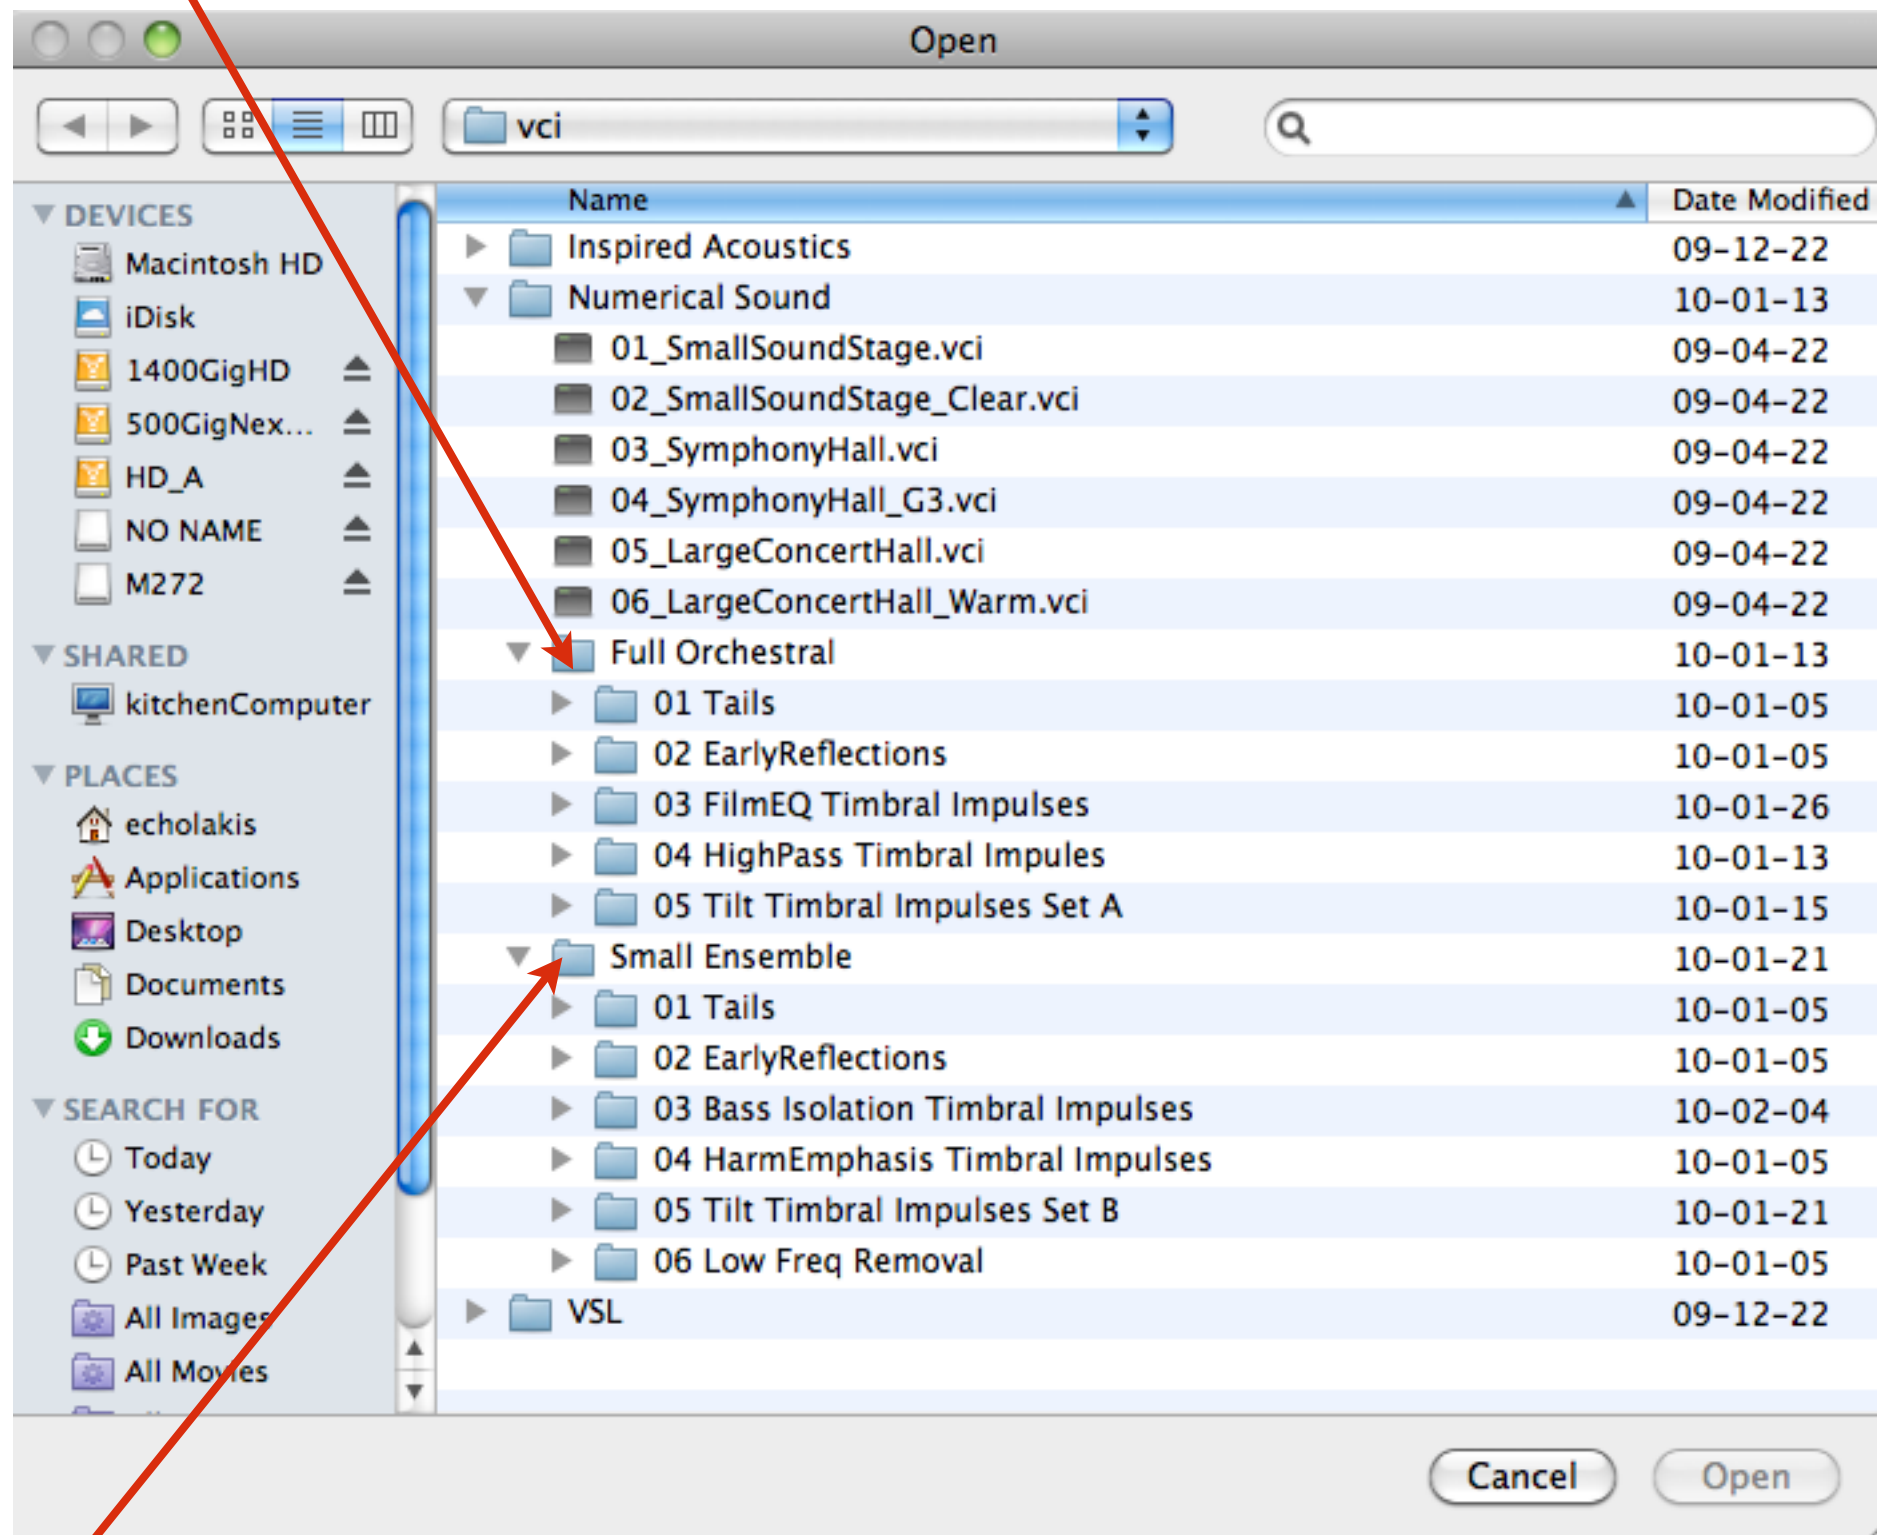 Open
vci
DEVICES
Macintosh HD
iDisk
1400GigHD
500GigNex...
HD_A
NO NAME
M272
SHARED
kitchenComputer
PLACES
echolakis
Applications
Desktop
Documents
Downloads
SEARCH FOR
Today
Yesterday
Past Week
All Images
All Movies
Name Date Modified
Inspired Acoustics 09-12-22
Numerical Sound 10-01-13
01_SmallSoundStage.vci 09-04-22
02_SmallSoundStage_Clear.vci 09-04-22
03_SymphonyHall.vci 09-04-22
04_SymphonyHall_G3.vci 09-04-22
05_LargeConcertHall.vci 09-04-22
06_LargeConcertHall_Warm.vci 09-04-22
Full Orchestral 10-01-13
01 Tails 10-01-05
02 EarlyReflections 10-01-05
03 FilmEQ Timbral Impulses 10-01-26
04 HighPass Timbral Impules 10-01-13
05 Tilt Timbral Impulses Set A 10-01-15
Small Ensemble 10-01-21
01 Tails 10-01-05
02 EarlyReflections 10-01-05
03 Bass Isolation Timbral Impulses 10-02-04
04 HarmEmphasis Timbral Impulses 10-01-05
05 Tilt Timbral Impulses Set B 10-01-21
06 Low Freq Removal 10-01-05
VSL 09-12-22
Cancel Open